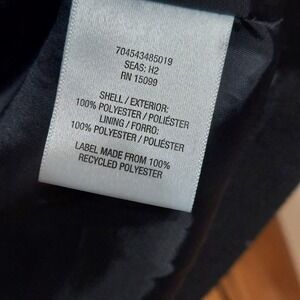 704543485019
SEAS: H2
RN 15099
SHELL / EXTERIOR:
100% POLYESTER / POLIÉSTER
LINING / FORRO:
100% POLYESTER / POLIÉSTER
LABEL MADE FROM 100%
RECYCLED POLYESTER